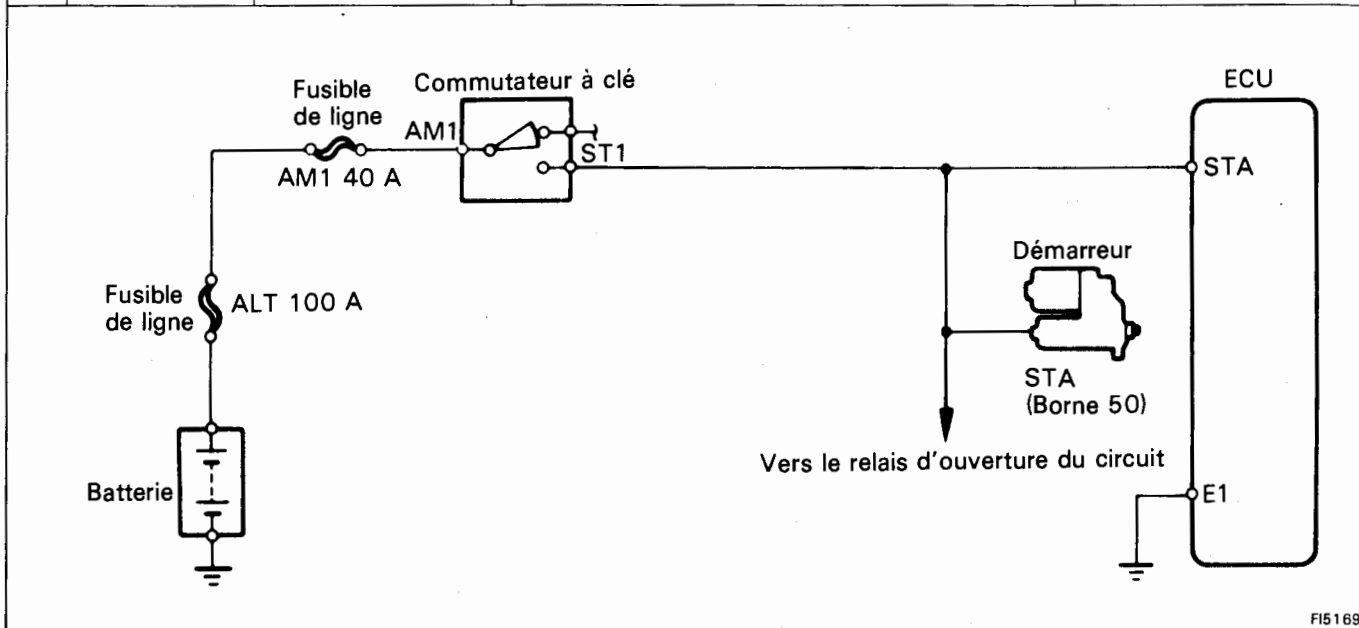 Fusible
de ligne
AM1 40 A
Commutateur à clé
AM1
ST1
ECU
STA
Fusible
de ligne
ALT 100 A
Démarreur
STA
(Borne 50)
Vers le relais d'ouverture du circuit
Batterie
E1
FI5169